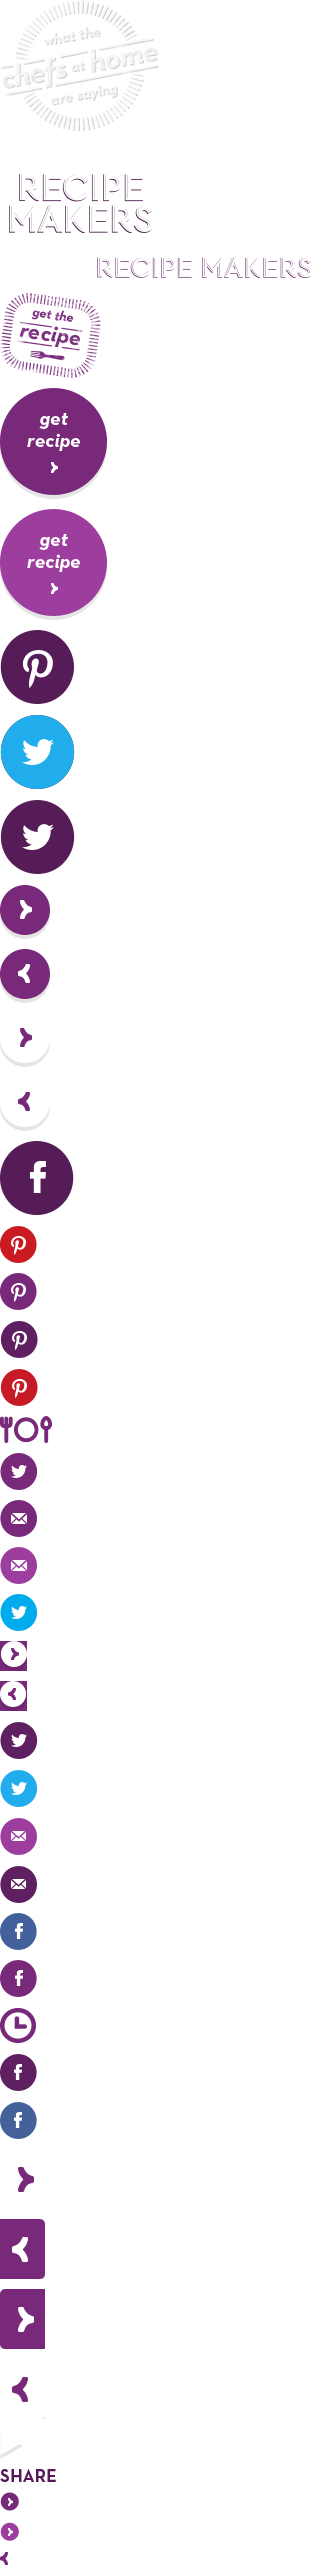 what the
chefs at home
are saying
RECIPE
MAKERS
RECIPE MAKERS
get the
recipe
get
recipe
get
recipe
SHARE